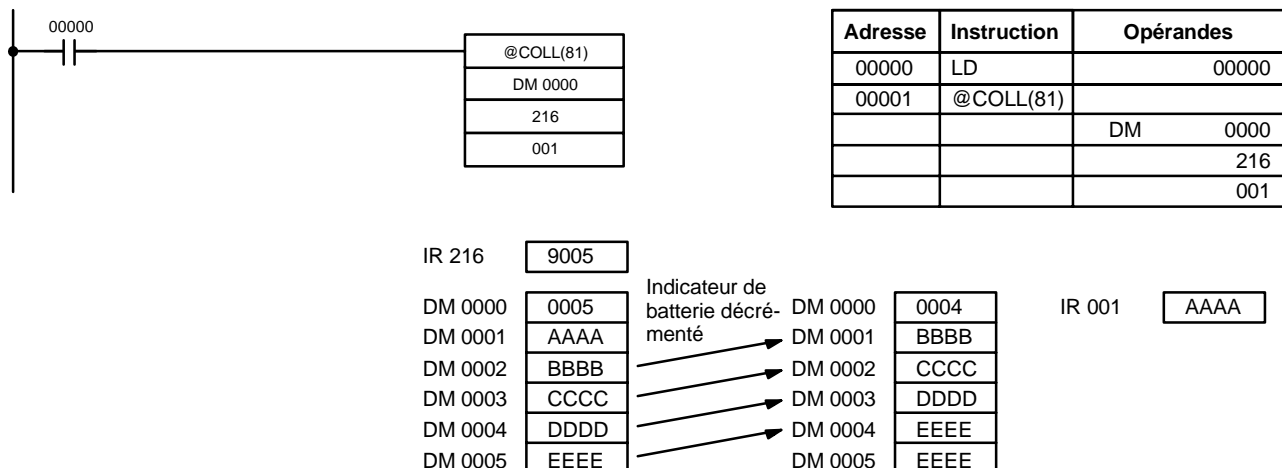 00000
@COLL(81)
DM 0000
216
001
Adresse Instruction Opérandes
00000 LD 00000
00001 @COLL(81)
DM 0000
216
001
IR 216 9005
Indicateur de
batterie décré-
menté
DM 0000 0005 DM 0000 0004 IR 001 AAAA
DM 0001 AAAA DM 0001 BBBB
DM 0002 BBBB DM 0002 CCCC
DM 0003 CCCC DM 0003 DDDD
DM 0004 DDDD DM 0004 EEEE
DM 0005 EEEE DM 0005 EEEE